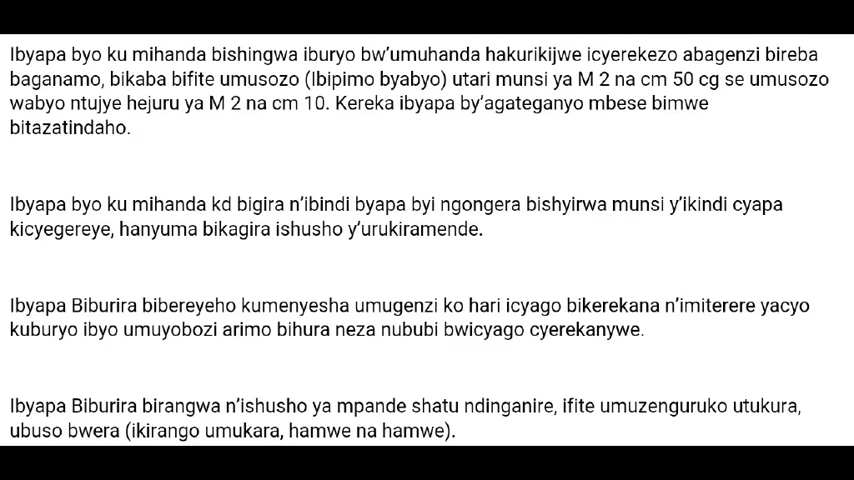 Ibyapa byo ku mihanda bishingwa iburyo bw'umuhanda hakurikijwe icyerekezo abagenzi bireba
baganamo, bikaba bifite umusozo (Ibipimo byabyo) utari munsi ya M 2 na cm 50 cg se umusozo
wabyo ntujye hejuru ya M 2 na cm 10. Kereka ibyapa by'agateganyo mbese bimwe
bitazatindaho.
Ibyapa byo ku mihanda kd bigira n'ibindi byapa byi ngongera bishyirwa munsi y'ikindi cyapa
kicyegereye, hanyuma bikagira ishusho y'urukiramende.
Ibyapa Biburira bibereyeho kumenyesha umugenzi ko hari icyago bikerekana n'imiterere yacyo
kuburyo ibyo umuyobozi arimo bihura neza nububi bwicyago cyerekanywe.
Ibyapa Biburira birangwa n'ishusho ya mpande shatu ndinganire, ifite umuzenguruko utukura,
ubuso bwera (ikirango umukara, hamwe na hamwe).